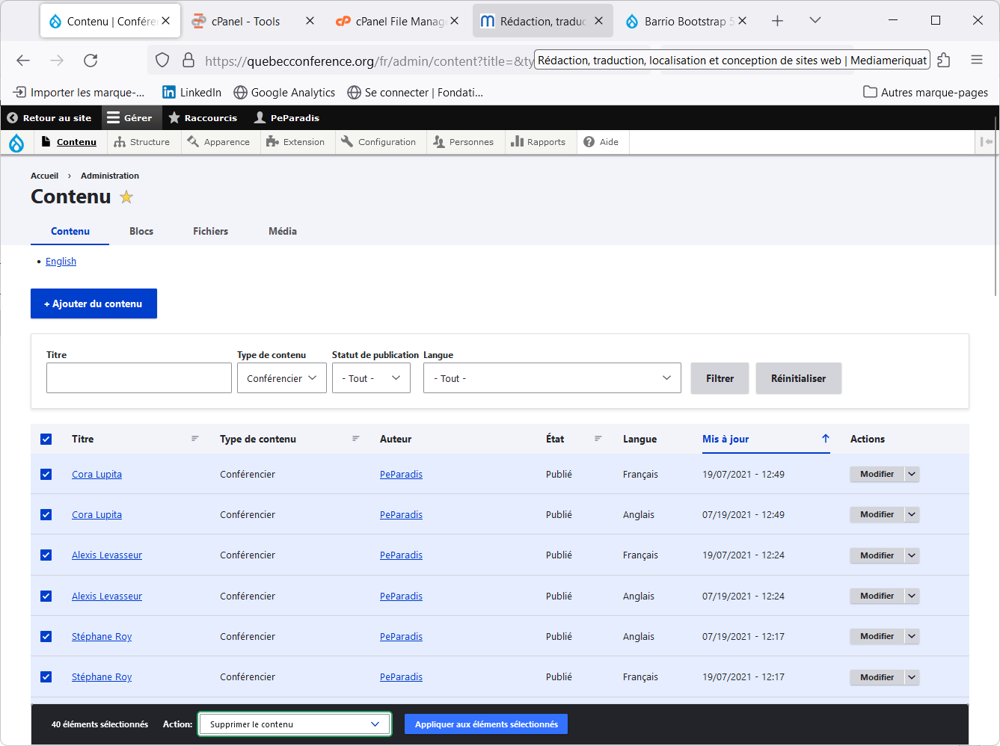 Contenu | Confére
cPanel - Tools
cPanel File Manag
Rédaction, traduc
Barrio Bootstrap 5
https://quebecconference.org/fr/admin/content?title=&ty
Rédaction, traduction, localisation et conception de sites web | Mediameriquat
Importer les marque-...
LinkedIn
Google Analytics
Se connecter | Fondati...
Autres marque-pages
Retour au site
Gérer
Raccourcis
PeParadis
Contenu
Structure
Apparence
Extension
Configuration
Personnes
Rapports
Aide
Accueil › Administration
Contenu
Contenu
Blocs
Fichiers
Média
English
+ Ajouter du contenu
Titre
Type de contenu
Statut de publication
Langue
Conférencier
- Tout -
- Tout -
Filtrer
Réinitialiser
Titre Type de contenu Auteur État Langue Mis à jour Actions
Cora Lupita Conférencier PeParadis Publié Français 19/07/2021 - 12:49 Modifier
Cora Lupita Conférencier PeParadis Publié Anglais 07/19/2021 - 12:49 Modifier
Alexis Levasseur Conférencier PeParadis Publié Français 19/07/2021 - 12:24 Modifier
Alexis Levasseur Conférencier PeParadis Publié Anglais 07/19/2021 - 12:24 Modifier
Stéphane Roy Conférencier PeParadis Publié Anglais 07/19/2021 - 12:17 Modifier
Stéphane Roy Conférencier PeParadis Publié Français 19/07/2021 - 12:17 Modifier
40 éléments sélectionnés Action: Supprimer le contenu Appliquer aux éléments sélectionnés